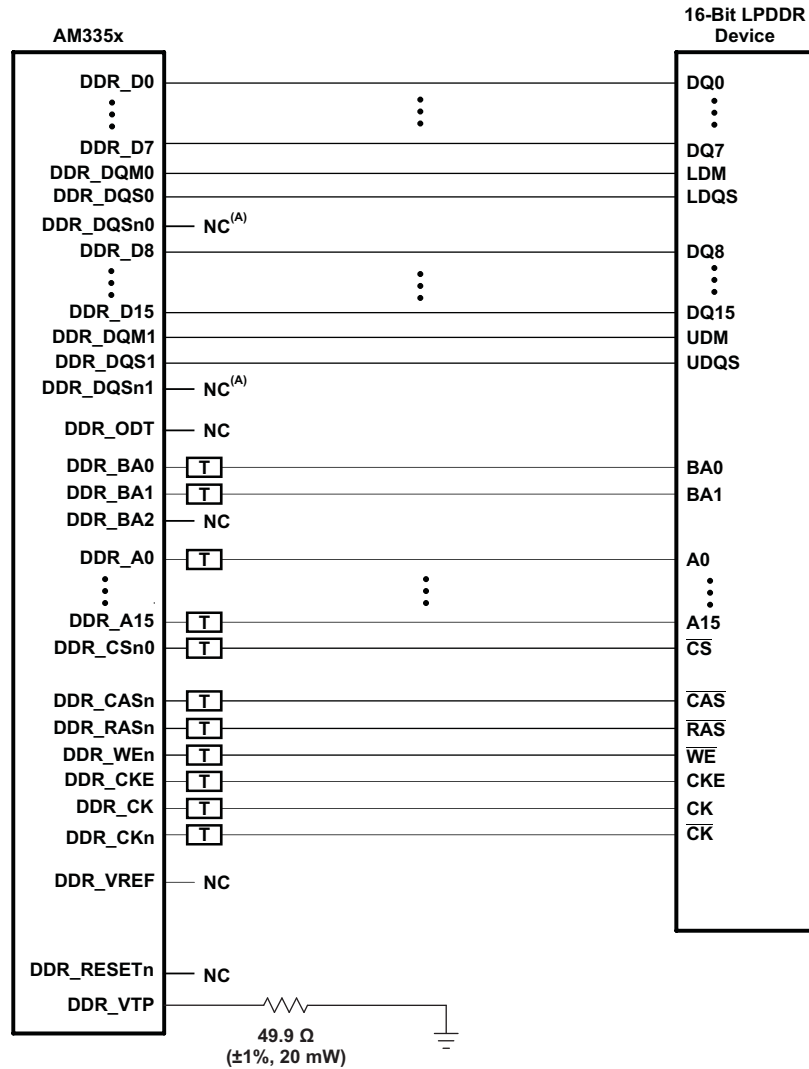 AM335x
16-Bit LPDDR
Device
DDR_D0
DQ0
DDR_D7
DQ7
DDR_DQM0
LDM
DDR_DQS0
LDQS
DDR_DQSn0
NC(A)
DDR_D8
DQ8
DDR_D15
DQ15
DDR_DQM1
UDM
DDR_DQS1
UDQS
DDR_DQSn1
NC(A)
DDR_ODT
NC
DDR_BA0
T
BA0
DDR_BA1
T
BA1
DDR_BA2
NC
DDR_A0
T
A0
DDR_A15
T
A15
DDR_CSn0
T
CS
DDR_CASn
T
CAS
DDR_RASn
T
RAS
DDR_WEn
T
WE
DDR_CKE
T
CKE
DDR_CK
T
CK
DDR_CKn
T
CK
DDR_VREF
NC
DDR_RESETn
NC
DDR_VTP
49.9 Ω
(±1%, 20 mW)